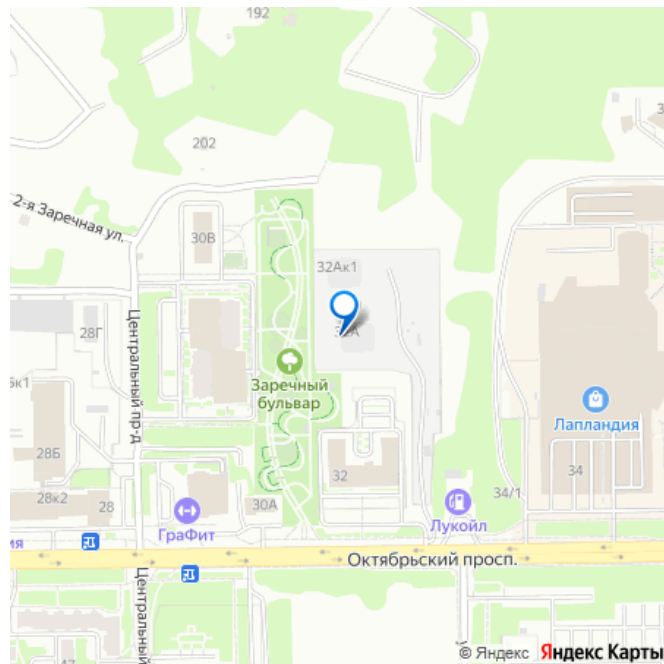 192
202
2-я Заречная ул.
30В
32Ак1
32А
28Г
Центральный пр-д
Заречный
бульвар
Лапландия
28Б
32
34
28к2
28
30А
34/1
ГраФит
Лукойл
Октябрьский просп.
Центральный
© Яндекс Яндекс Карты